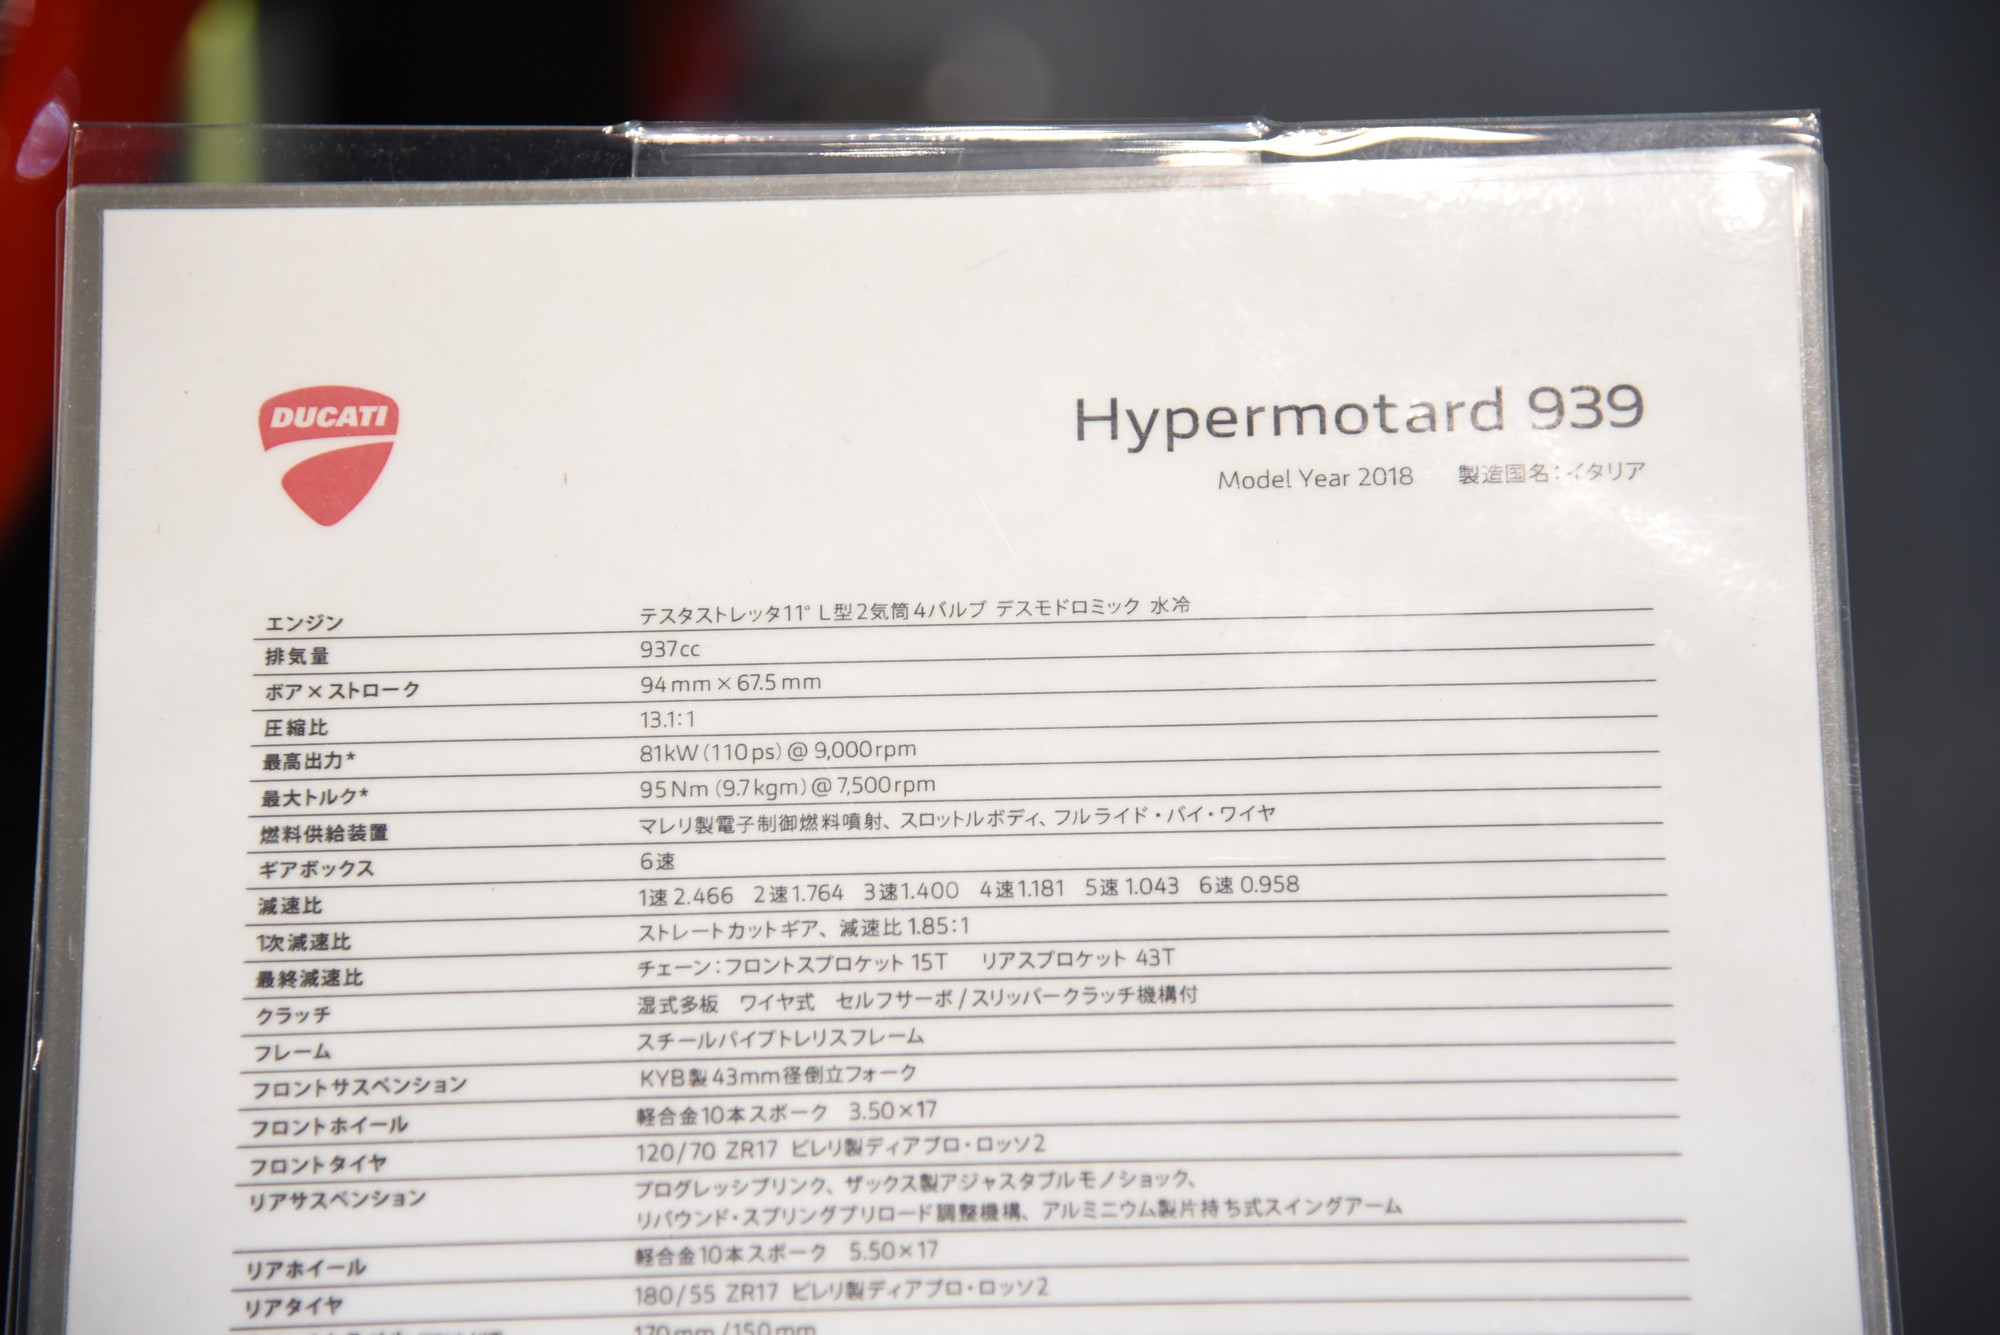 DUCATI
Hypermotard 939
Model Year 2018 製造国名：イタリア
エンジン テスタストレッタ11° L型2気筒4バルブ デスモドロミック 水冷
排気量 937cc
ボア×ストローク 94mm×67.5mm
圧縮比 13.1:1
最高出力* 81kW（110ps）@ 9,000rpm
最大トルク* 95Nm（9.7kgm）@ 7,500rpm
燃料供給装置 マレリ製電子制御燃料噴射、スロットルボディ、フルライド・バイ・ワイヤ
ギアボックス 6速
減速比 1速2.466 2速1.764 3速1.400 4速1.181 5速1.043 6速0.958
1次減速比 ストレートカットギア、減速比1.85:1
最終減速比 チェーン：フロントスプロケット 15T リアスプロケット 43T
クラッチ 湿式多板 ワイヤ式 セルフサーボ/スリッパークラッチ機構付
フレーム スチールパイプトレリスフレーム
フロントサスペンション KYB製43mm径倒立フォーク
フロントホイール 軽合金10本スポーク 3.50×17
フロントタイヤ 120/70 ZR17 ピレリ製ディアブロ・ロッソ2
リアサスペンション プログレッシブリンク、ザックス製アジャスタブルモノショック、
リバウンド・スプリングプリロード調整機構、アルミニウム製片持ち式スイングアーム
リアホイール 軽合金10本スポーク 5.50×17
リアタイヤ 180/55 ZR17 ピレリ製ディアブロ・ロッソ2
170mm/150mm